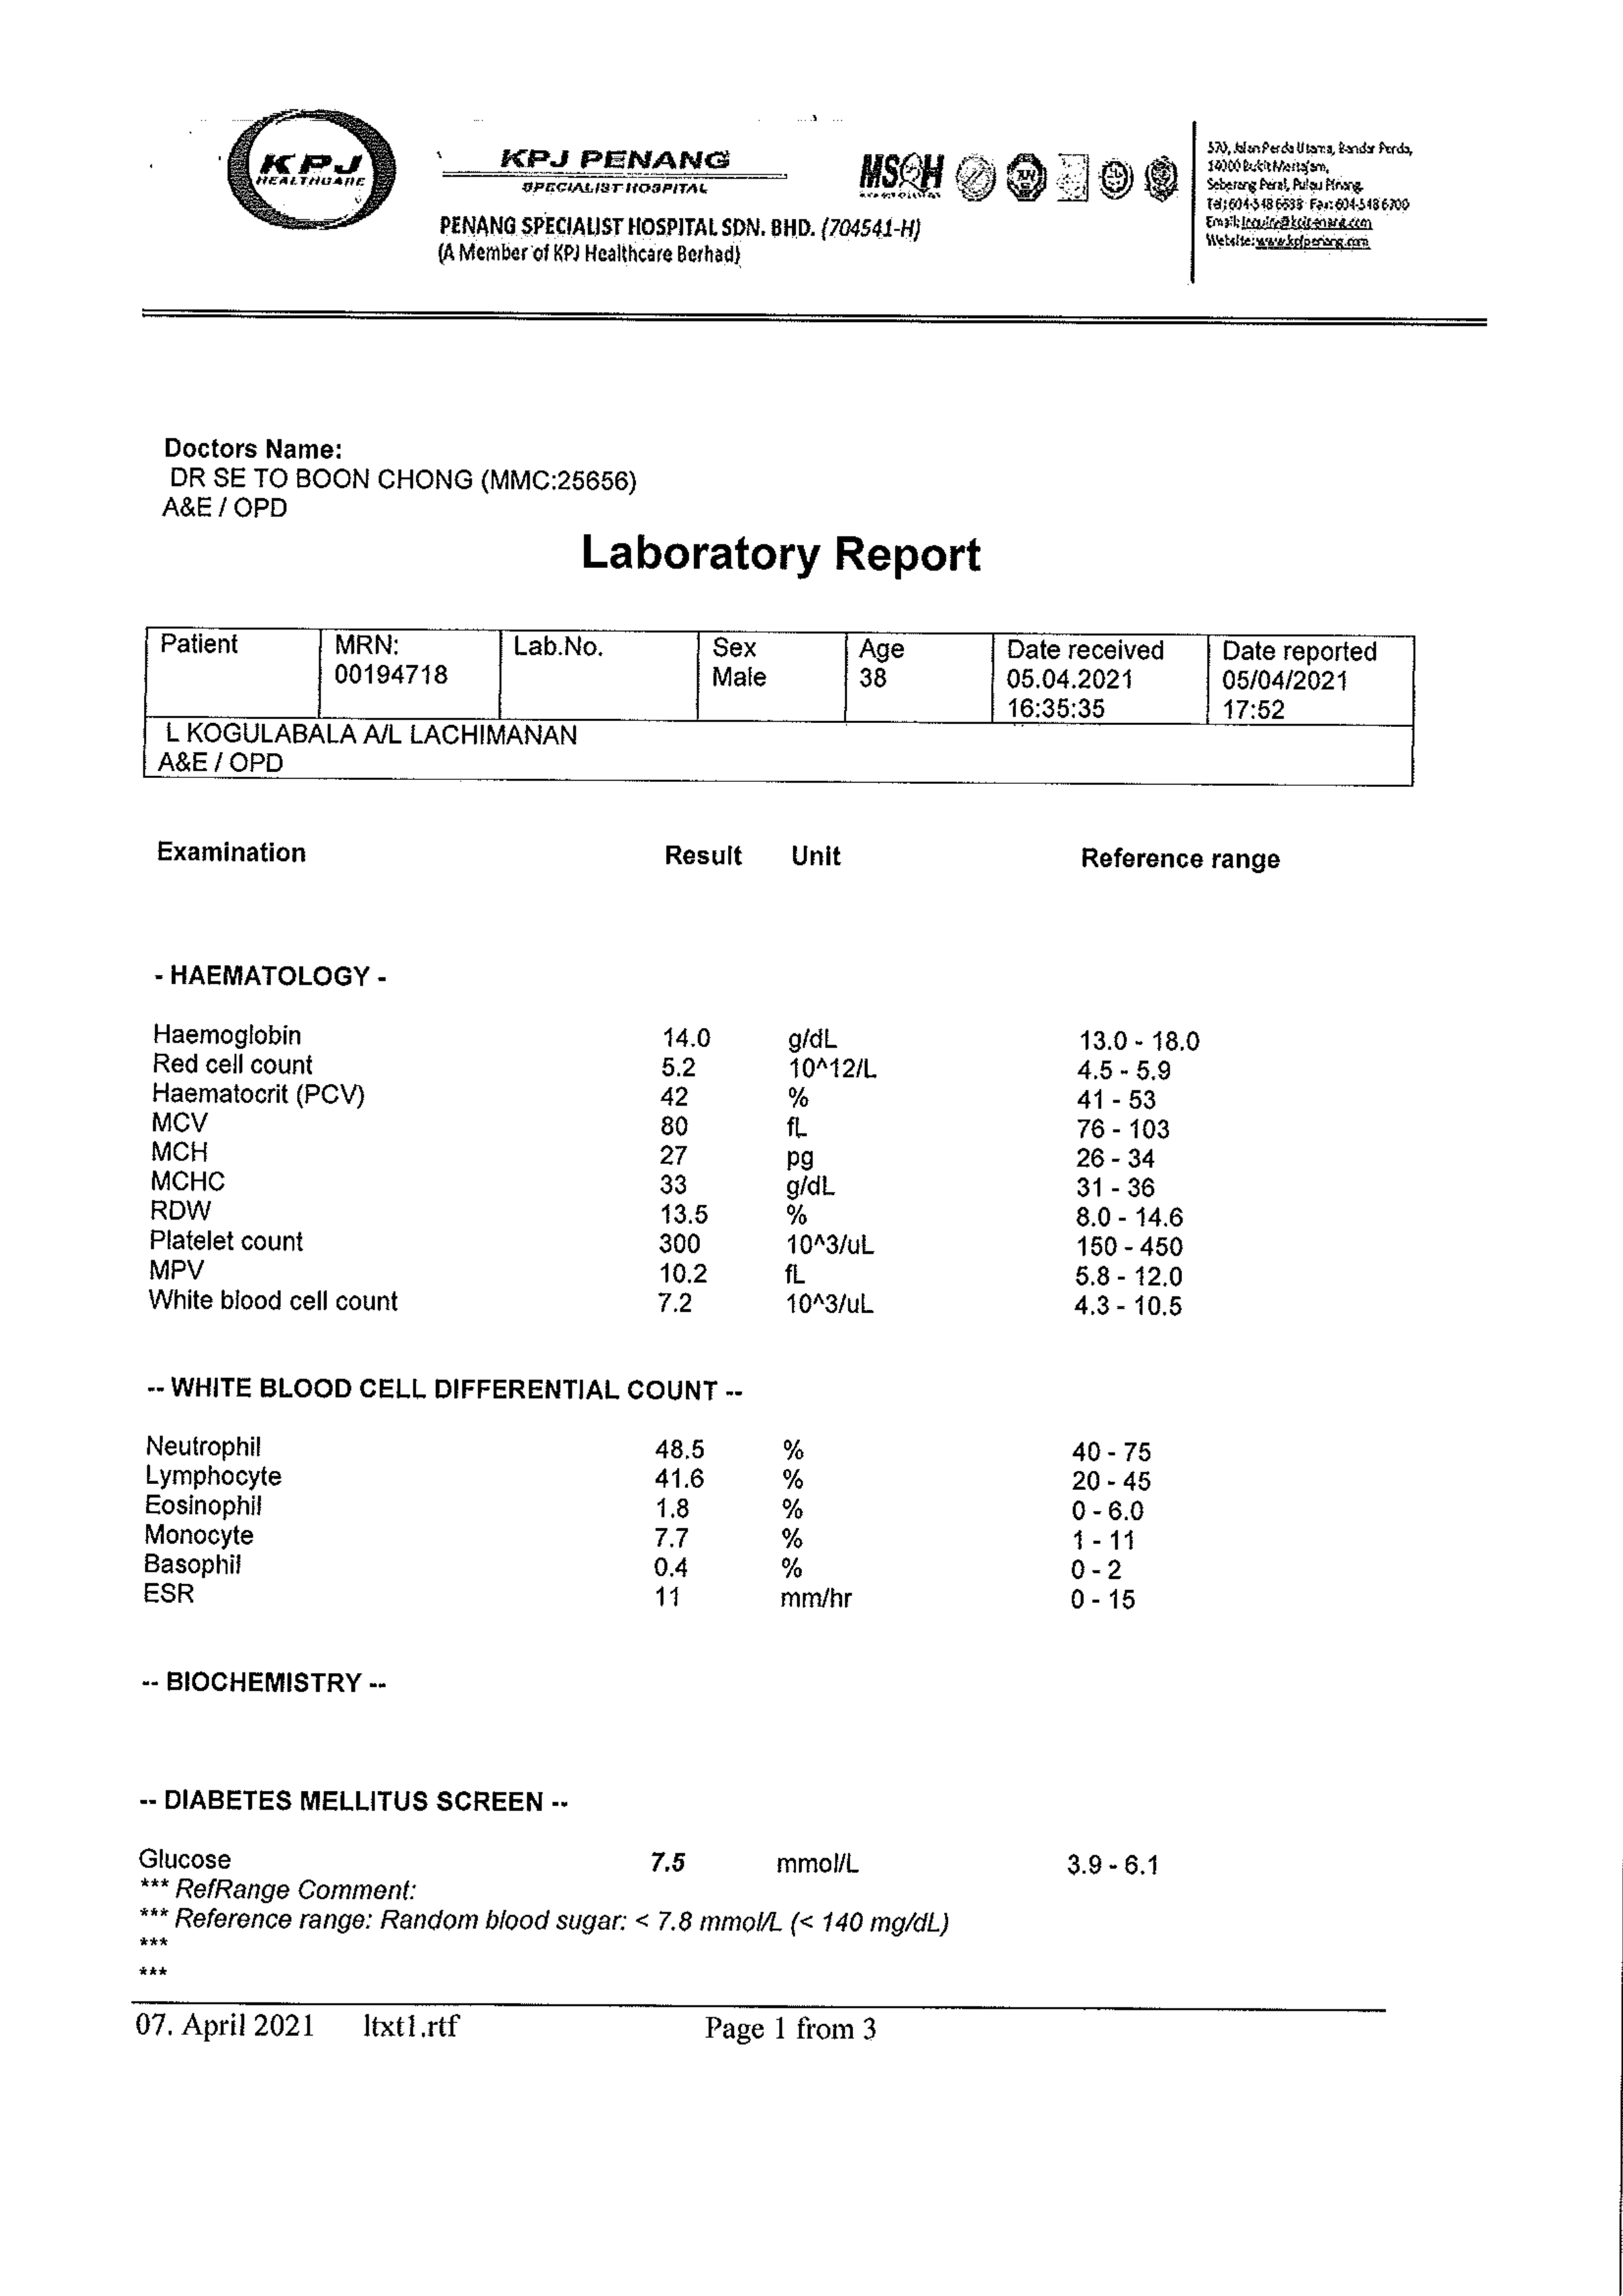 KPJ
HEALTHCARE
KPJ PENANG
SPECIALIST HOSPITAL
PENANG SPECIALIST HOSPITAL SDN. BHD. (704541-H)
(A Member of KPJ Healthcare Berhad)
MSQH
570, Jalan Perda Utama, Bandar Perda,
14000 Bukit Mertajam,
Seberang Perai, Pulau Pinang.
Tel: 604-548 6688 Fax: 604-548 6700
Email:
Website: www.kpjpenang.com
Doctors Name:
DR SE TO BOON CHONG (MMC:25656)
A&E / OPD
Laboratory Report
Patient MRN: Lab.No. Sex Age Date received Date reported
00194718 Male 38 05.04.2021 05/04/2021
16:35:35 17:52
L KOGULABALA A/L LACHIMANAN
A&E / OPD
Examination Result Unit Reference range
- HAEMATOLOGY -
Haemoglobin 14.0 g/dL 13.0 - 18.0
Red cell count 5.2 10^12/L 4.5 - 5.9
Haematocrit (PCV) 42 % 41 - 53
MCV 80 fL 76 - 103
MCH 27 pg 26 - 34
MCHC 33 g/dL 31 - 36
RDW 13.5 % 8.0 - 14.6
Platelet count 300 10^3/uL 150 - 450
MPV 10.2 fL 5.8 - 12.0
White blood cell count 7.2 10^3/uL 4.3 - 10.5
-- WHITE BLOOD CELL DIFFERENTIAL COUNT --
Neutrophil 48.5 % 40 - 75
Lymphocyte 41.6 % 20 - 45
Eosinophil 1.8 % 0 - 6.0
Monocyte 7.7 % 1 - 11
Basophil 0.4 % 0 - 2
ESR 11 mm/hr 0 - 15
-- BIOCHEMISTRY --
-- DIABETES MELLITUS SCREEN --
Glucose 7.5 mmol/L 3.9 - 6.1
*** RefRange Comment:
*** Reference range: Random blood sugar: < 7.8 mmol/L (< 140 mg/dL)
***
***
07. April 2021 ltxt1.rtf Page 1 from 3